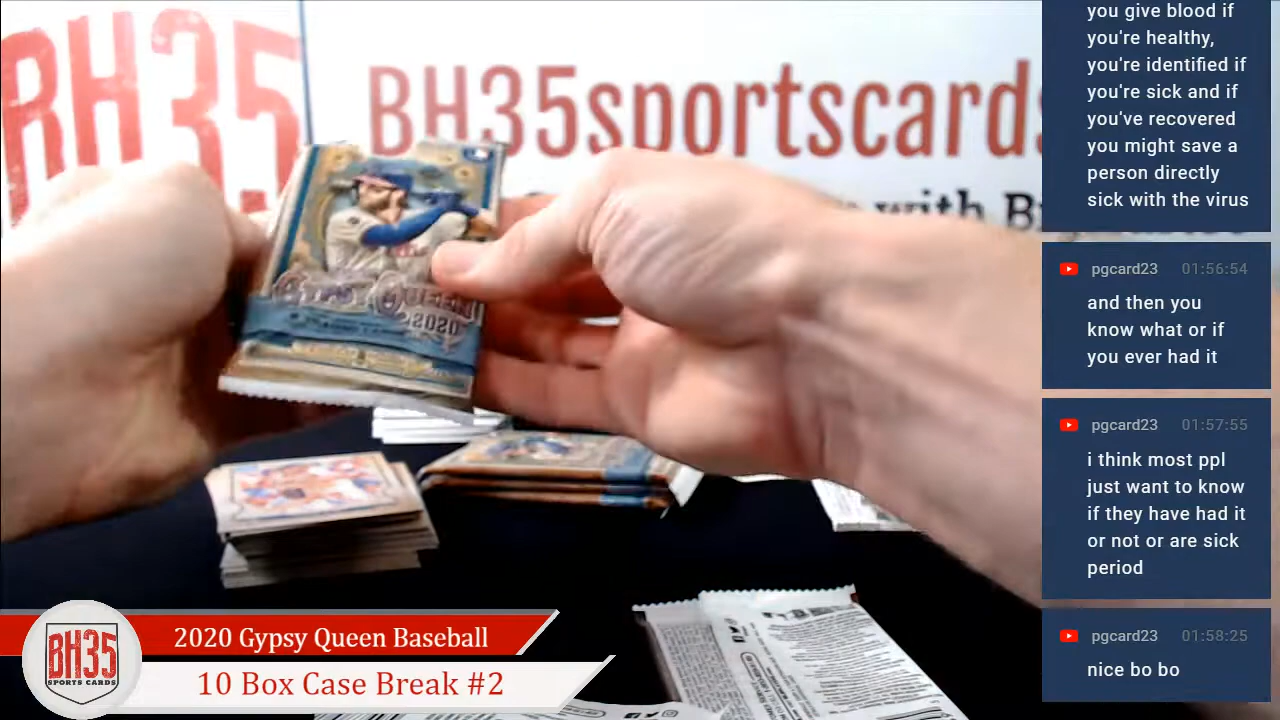 BH35
BH35sportscards
with B
GYPSY QUEEN
2020
you give blood if
you're healthy,
you're identified if
you're sick and if
you've recovered
you might save a
person directly
sick with the virus
pgcard23 01:56:54
and then you
know what or if
you ever had it
pgcard23 01:57:55
i think most ppl
just want to know
if they have had it
or not or are sick
period
pgcard23 01:58:25
nice bo bo
BH35
SPORTS CARDS
2020 Gypsy Queen Baseball
10 Box Case Break #2